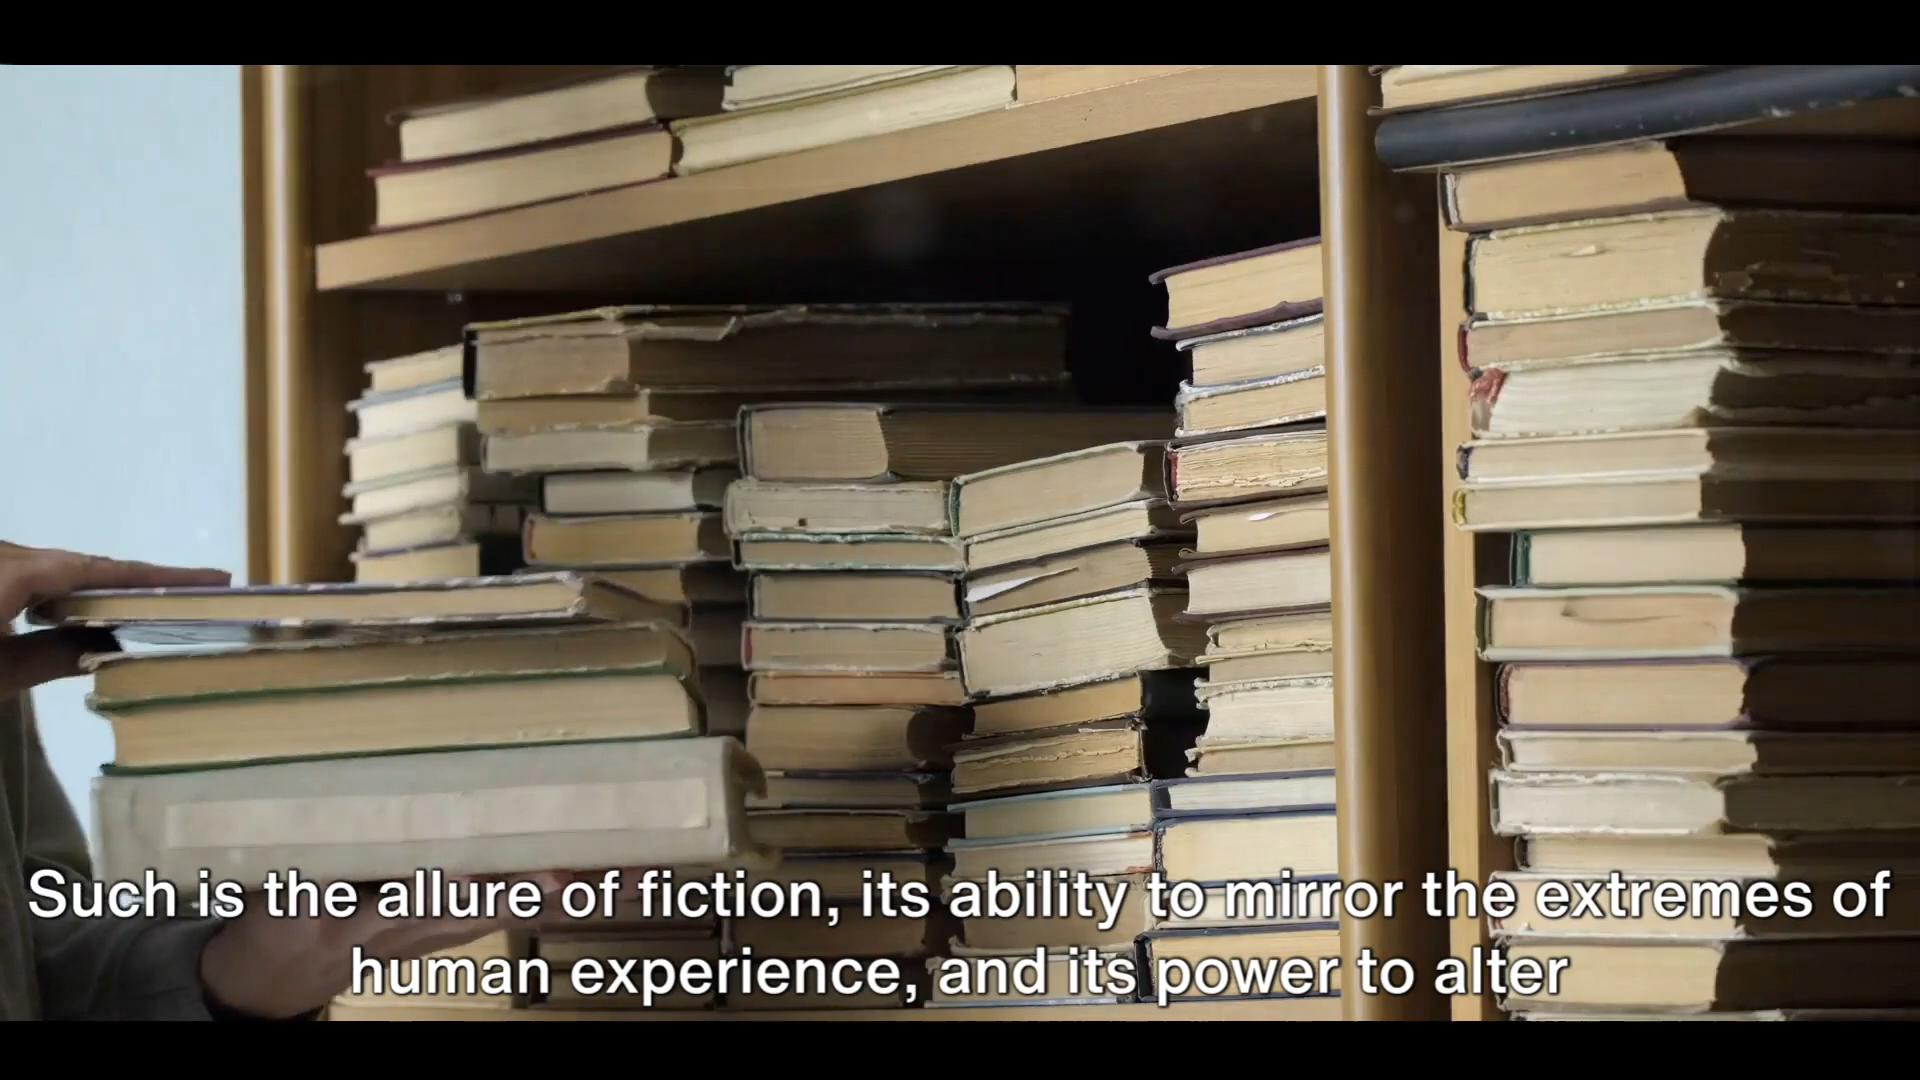 Such is the allure of fiction, its ability to mirror the extremes of
human experience, and its power to alter